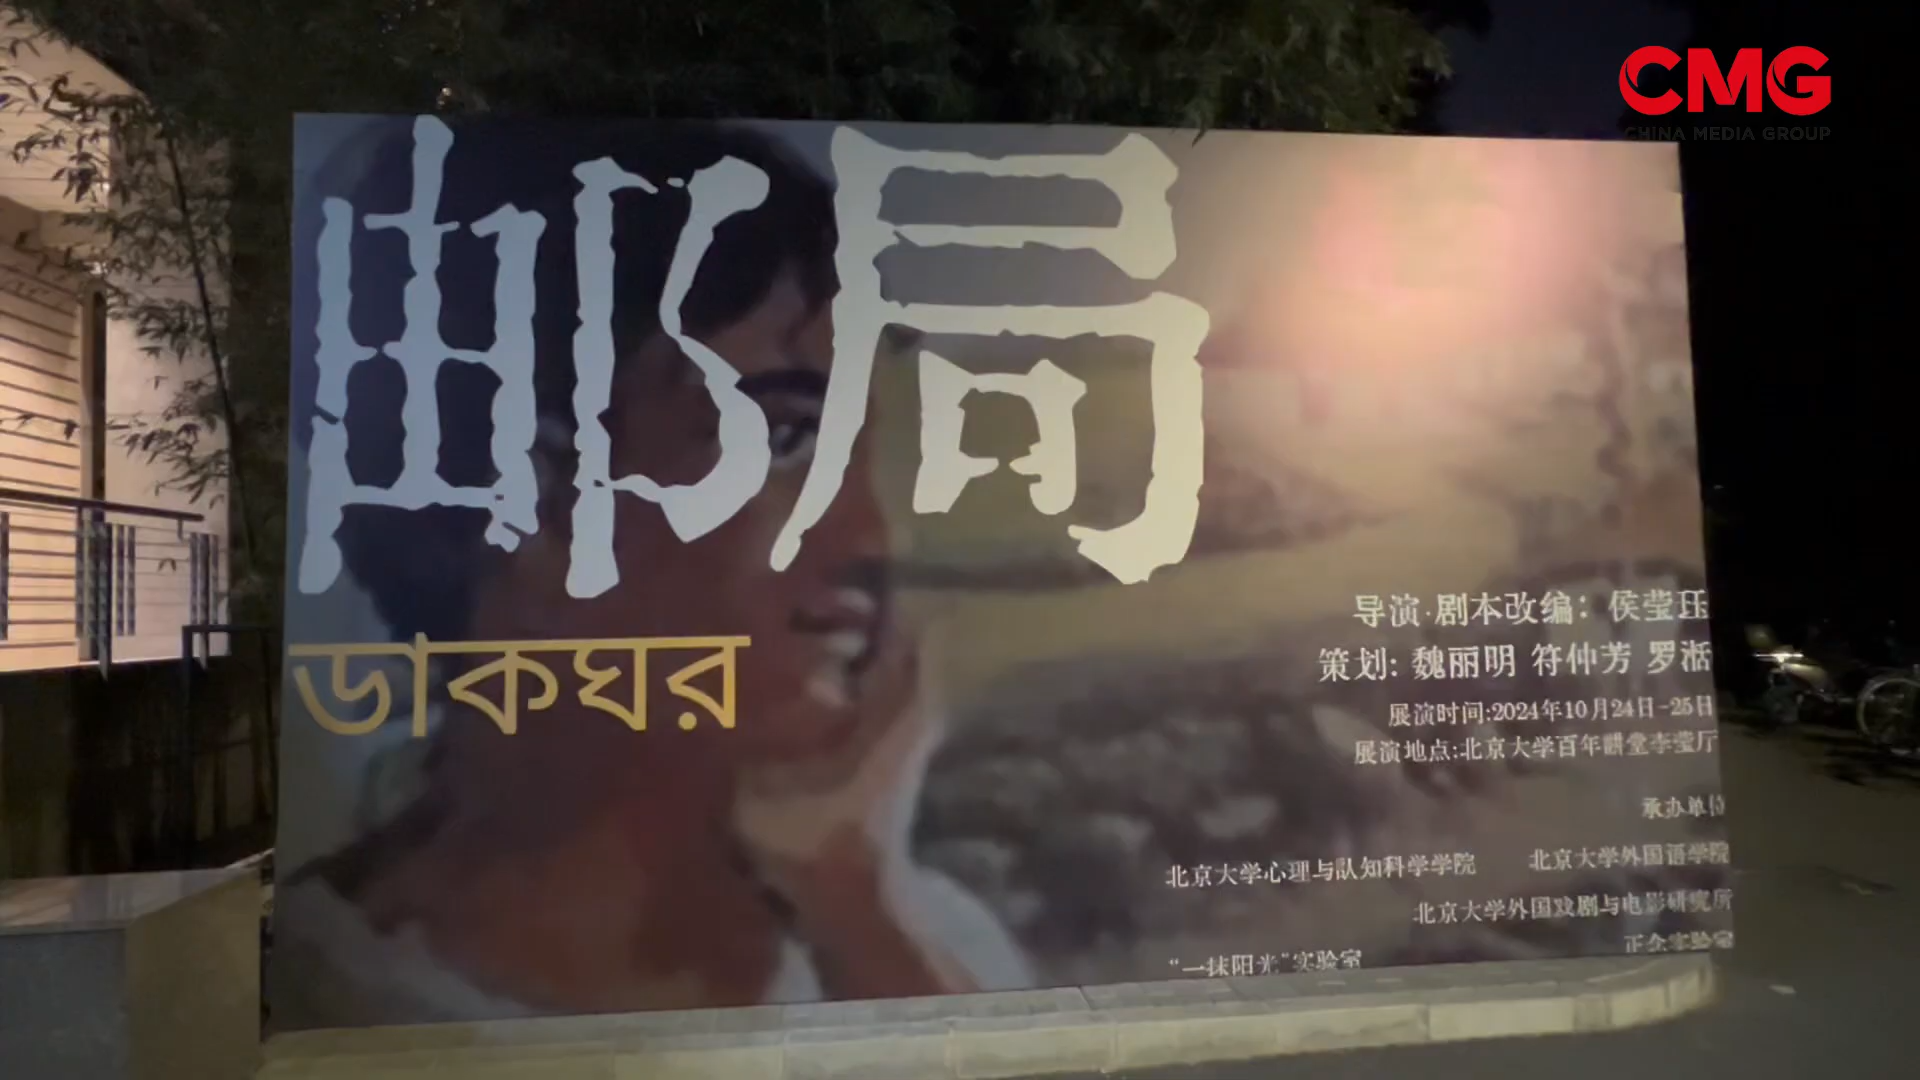 CMG
CHINA MEDIA GROUP
邮局
ডাকঘর
导演·剧本改编：侯莹珏
策划: 魏丽明 符仲芳 罗湉
展演时间:2024年10月24日-25日
展演地点:北京大学百年讲堂李莹厅
承办单位
北京大学心理与认知科学学院 北京大学外国语学院
北京大学外国戏剧与电影研究所
正念实验室
“一抹阳光”实验室